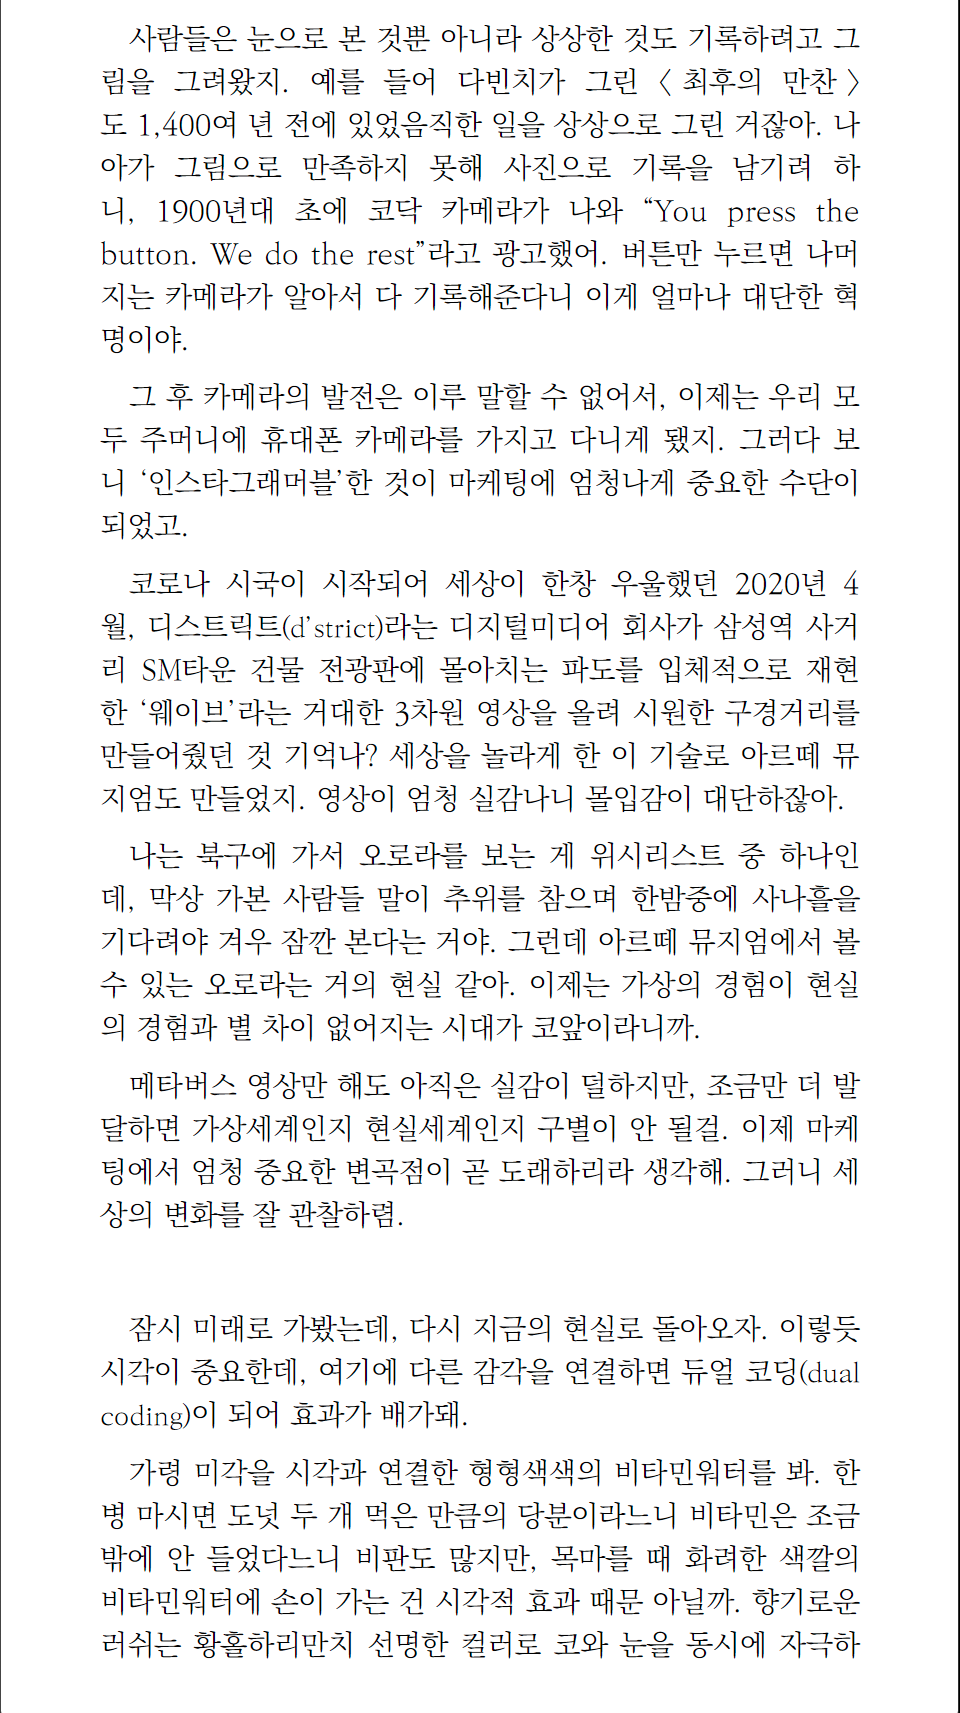 사람들은 눈으로 본 것뿐 아니라 상상한 것도 기록하려고 그
림을 그려왔지. 예를 들어 다빈치가 그린 〈최후의 만찬〉
도 1,400여 년 전에 있었음직한 일을 상상으로 그린 거잖아. 나
아가 그림으로 만족하지 못해 사진으로 기록을 남기려 하
니, 1900년대 초에 코닥 카메라가 나와 “You press the
button. We do the rest”라고 광고했어. 버튼만 누르면 나머
지는 카메라가 알아서 다 기록해준다니 이게 얼마나 대단한 혁
명이야.
그 후 카메라의 발전은 이루 말할 수 없어서, 이제는 우리 모
두 주머니에 휴대폰 카메라를 가지고 다니게 됐지. 그러다 보
니 ‘인스타그래머블’한 것이 마케팅에 엄청나게 중요한 수단이
되었고.
코로나 시국이 시작되어 세상이 한창 우울했던 2020년 4
월, 디스트릭트(d’strict)라는 디지털미디어 회사가 삼성역 사거
리 SM타운 건물 전광판에 몰아치는 파도를 입체적으로 재현
한 ‘웨이브’라는 거대한 3차원 영상을 올려 시원한 구경거리를
만들어줬던 것 기억나? 세상을 놀라게 한 이 기술로 아르떼 뮤
지엄도 만들었지. 영상이 엄청 실감나니 몰입감이 대단하잖아.
나는 북구에 가서 오로라를 보는 게 위시리스트 중 하나인
데, 막상 가본 사람들 말이 추위를 참으며 한밤중에 사나흘을
기다려야 겨우 잠깐 본다는 거야. 그런데 아르떼 뮤지엄에서 볼
수 있는 오로라는 거의 현실 같아. 이제는 가상의 경험이 현실
의 경험과 별 차이 없어지는 시대가 코앞이라니까.
메타버스 영상만 해도 아직은 실감이 덜하지만, 조금만 더 발
달하면 가상세계인지 현실세계인지 구별이 안 될걸. 이제 마케
팅에서 엄청 중요한 변곡점이 곧 도래하리라 생각해. 그러니 세
상의 변화를 잘 관찰하렴.
잠시 미래로 가봤는데, 다시 지금의 현실로 돌아오자. 이렇듯
시각이 중요한데, 여기에 다른 감각을 연결하면 듀얼 코딩(dual
coding)이 되어 효과가 배가돼.
가령 미각을 시각과 연결한 형형색색의 비타민워터를 봐. 한
병 마시면 도넛 두 개 먹은 만큼의 당분이라느니 비타민은 조금
밖에 안 들었다느니 비판도 많지만, 목마를 때 화려한 색깔의
비타민워터에 손이 가는 건 시각적 효과 때문 아닐까. 향기로운
러쉬는 황홀하리만치 선명한 컬러로 코와 눈을 동시에 자극하